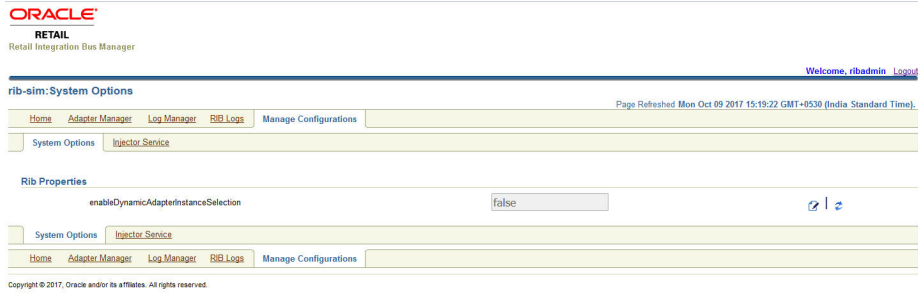 ORACLE
RETAIL
Retail Integration Bus Manager
Welcome, ribadmin Logout
rib-sim:System Options
Page Refreshed Mon Oct 09 2017 15:19:22 GMT+0530 (India Standard Time).
Home Adapter Manager Log Manager RIB Logs Manage Configurations
System Options Injector Service
Rib Properties
enableDynamicAdapterInstanceSelection false
System Options Injector Service
Home Adapter Manager Log Manager RIB Logs Manage Configurations
Copyright © 2017, Oracle and/or its affiliates. All rights reserved.